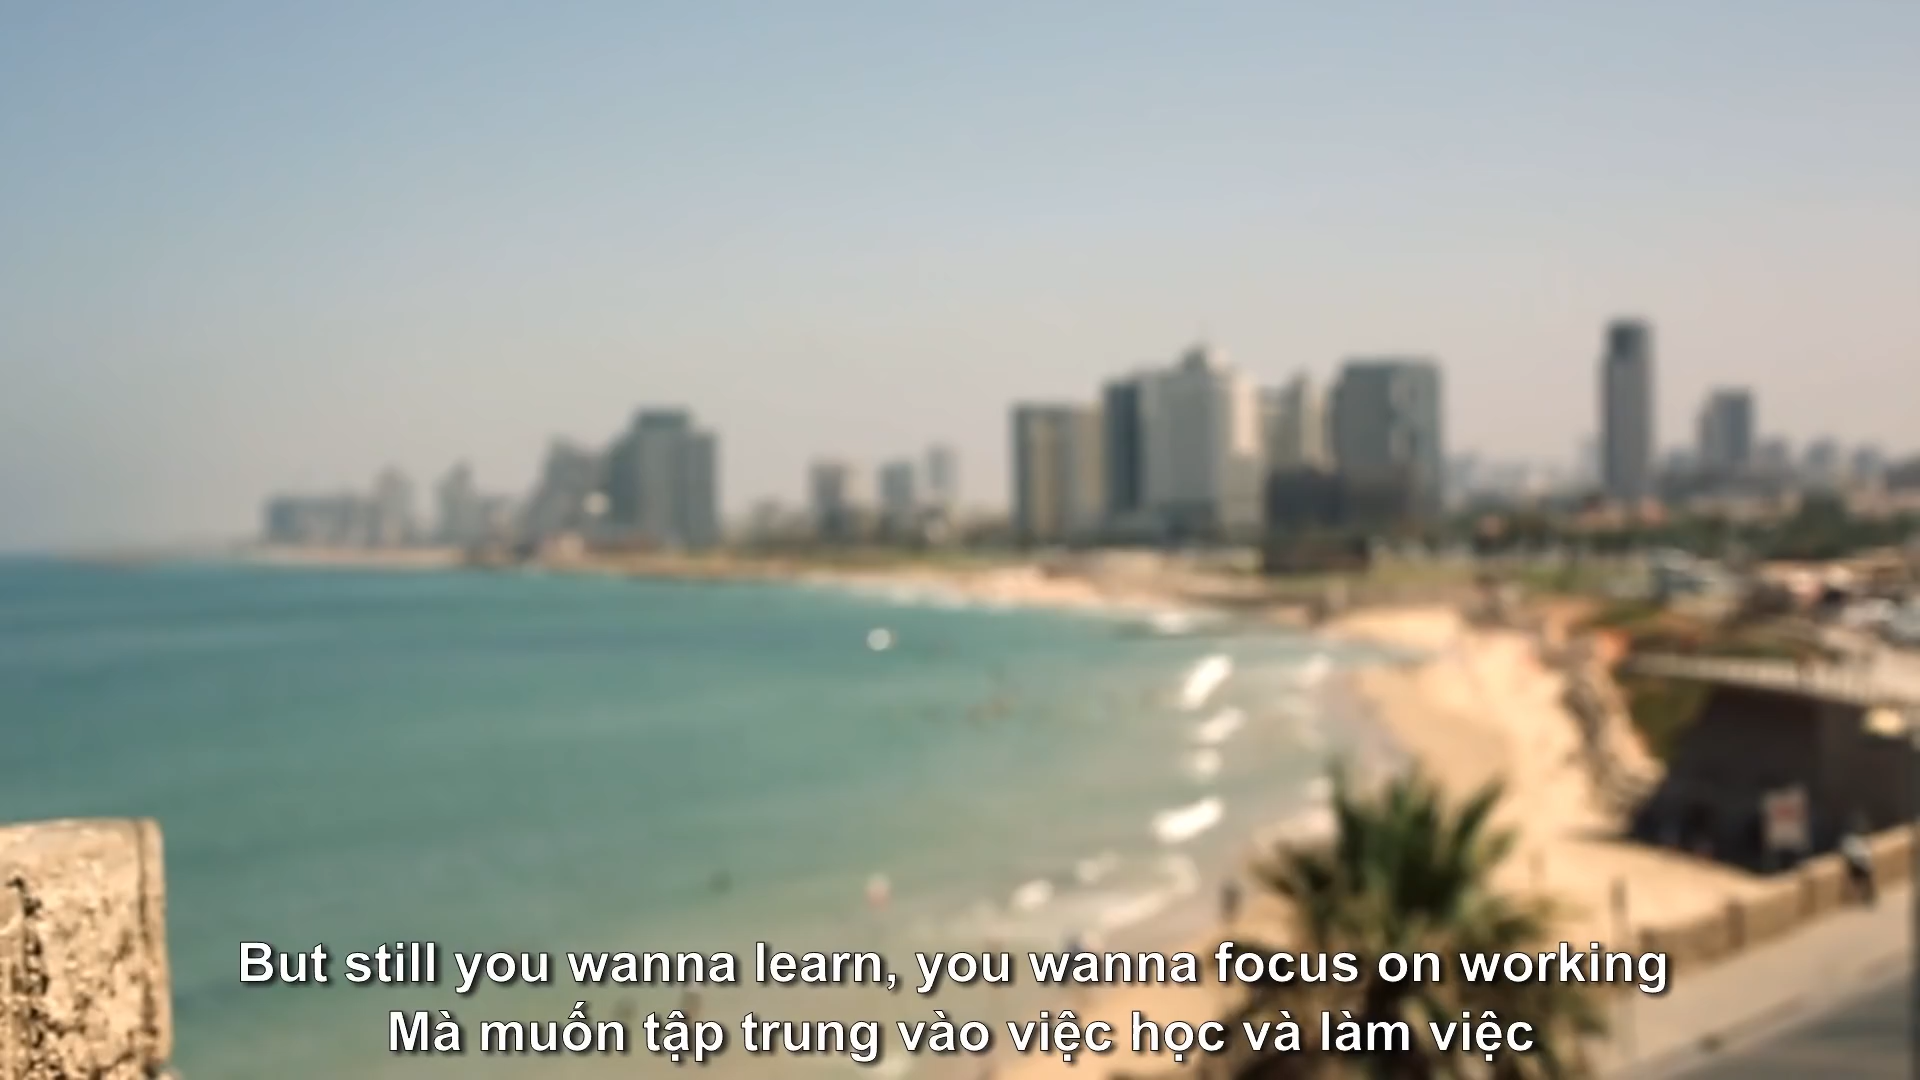 But still you wanna learn, you wanna focus on working
Mà muốn tập trung vào việc học và làm việc